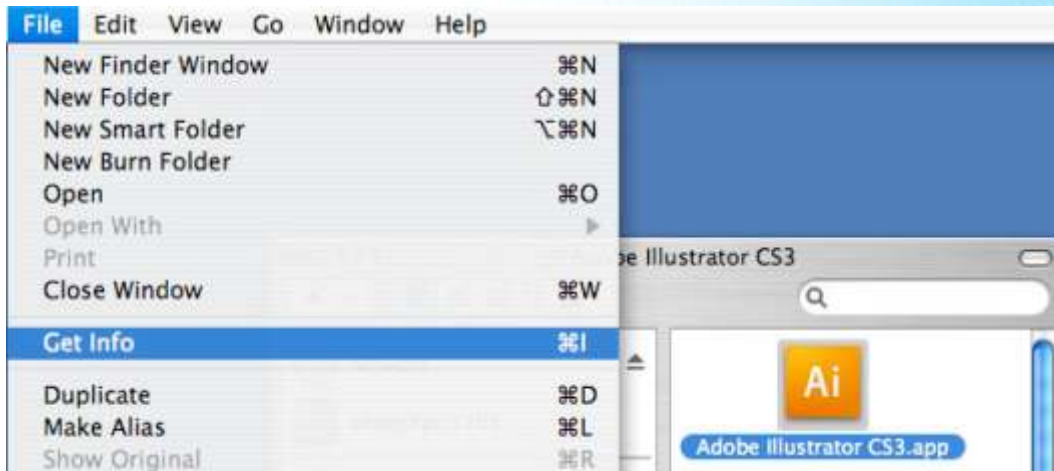 File Edit View Go Window Help
New Finder Window ⌘N
New Folder ⇧⌘N
New Smart Folder ⌥⌘N
New Burn Folder
Open ⌘O
Open With ▶
Print
Close Window ⌘W
Get Info ⌘I
Duplicate ⌘D
Make Alias ⌘L
Show Original ⌘R
be Illustrator CS3
Ai
Adobe Illustrator CS3.app